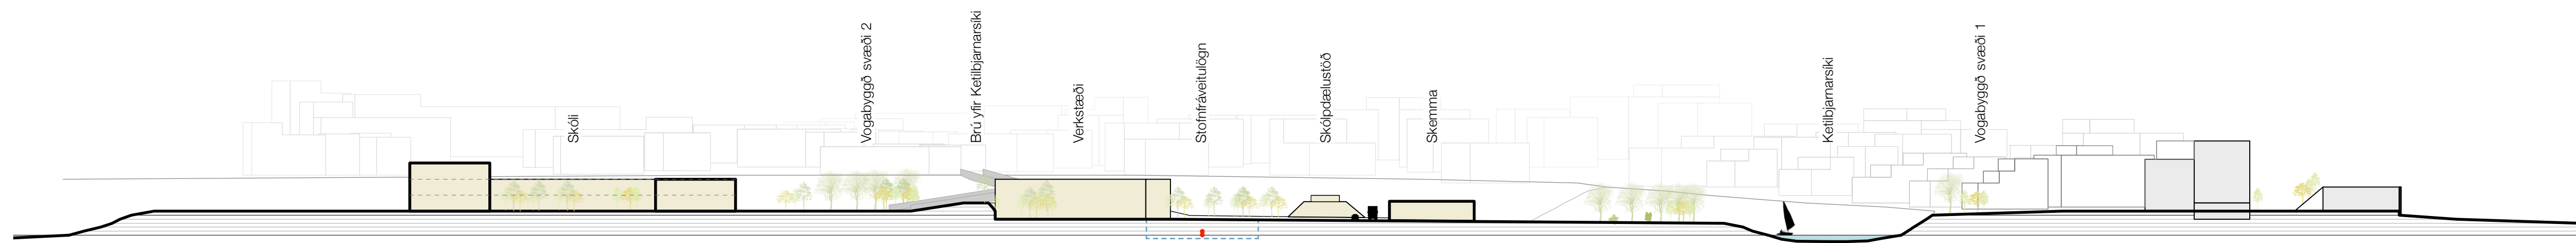 Skóli
Vogabyggð svæði 2
Brú yfir Ketilbjarnarsíki
Verkstæði
Stofnfráveitulögn
Skólpdælustöð
Skemma
Ketilbjarnarsíki
Vogabyggð svæði 1